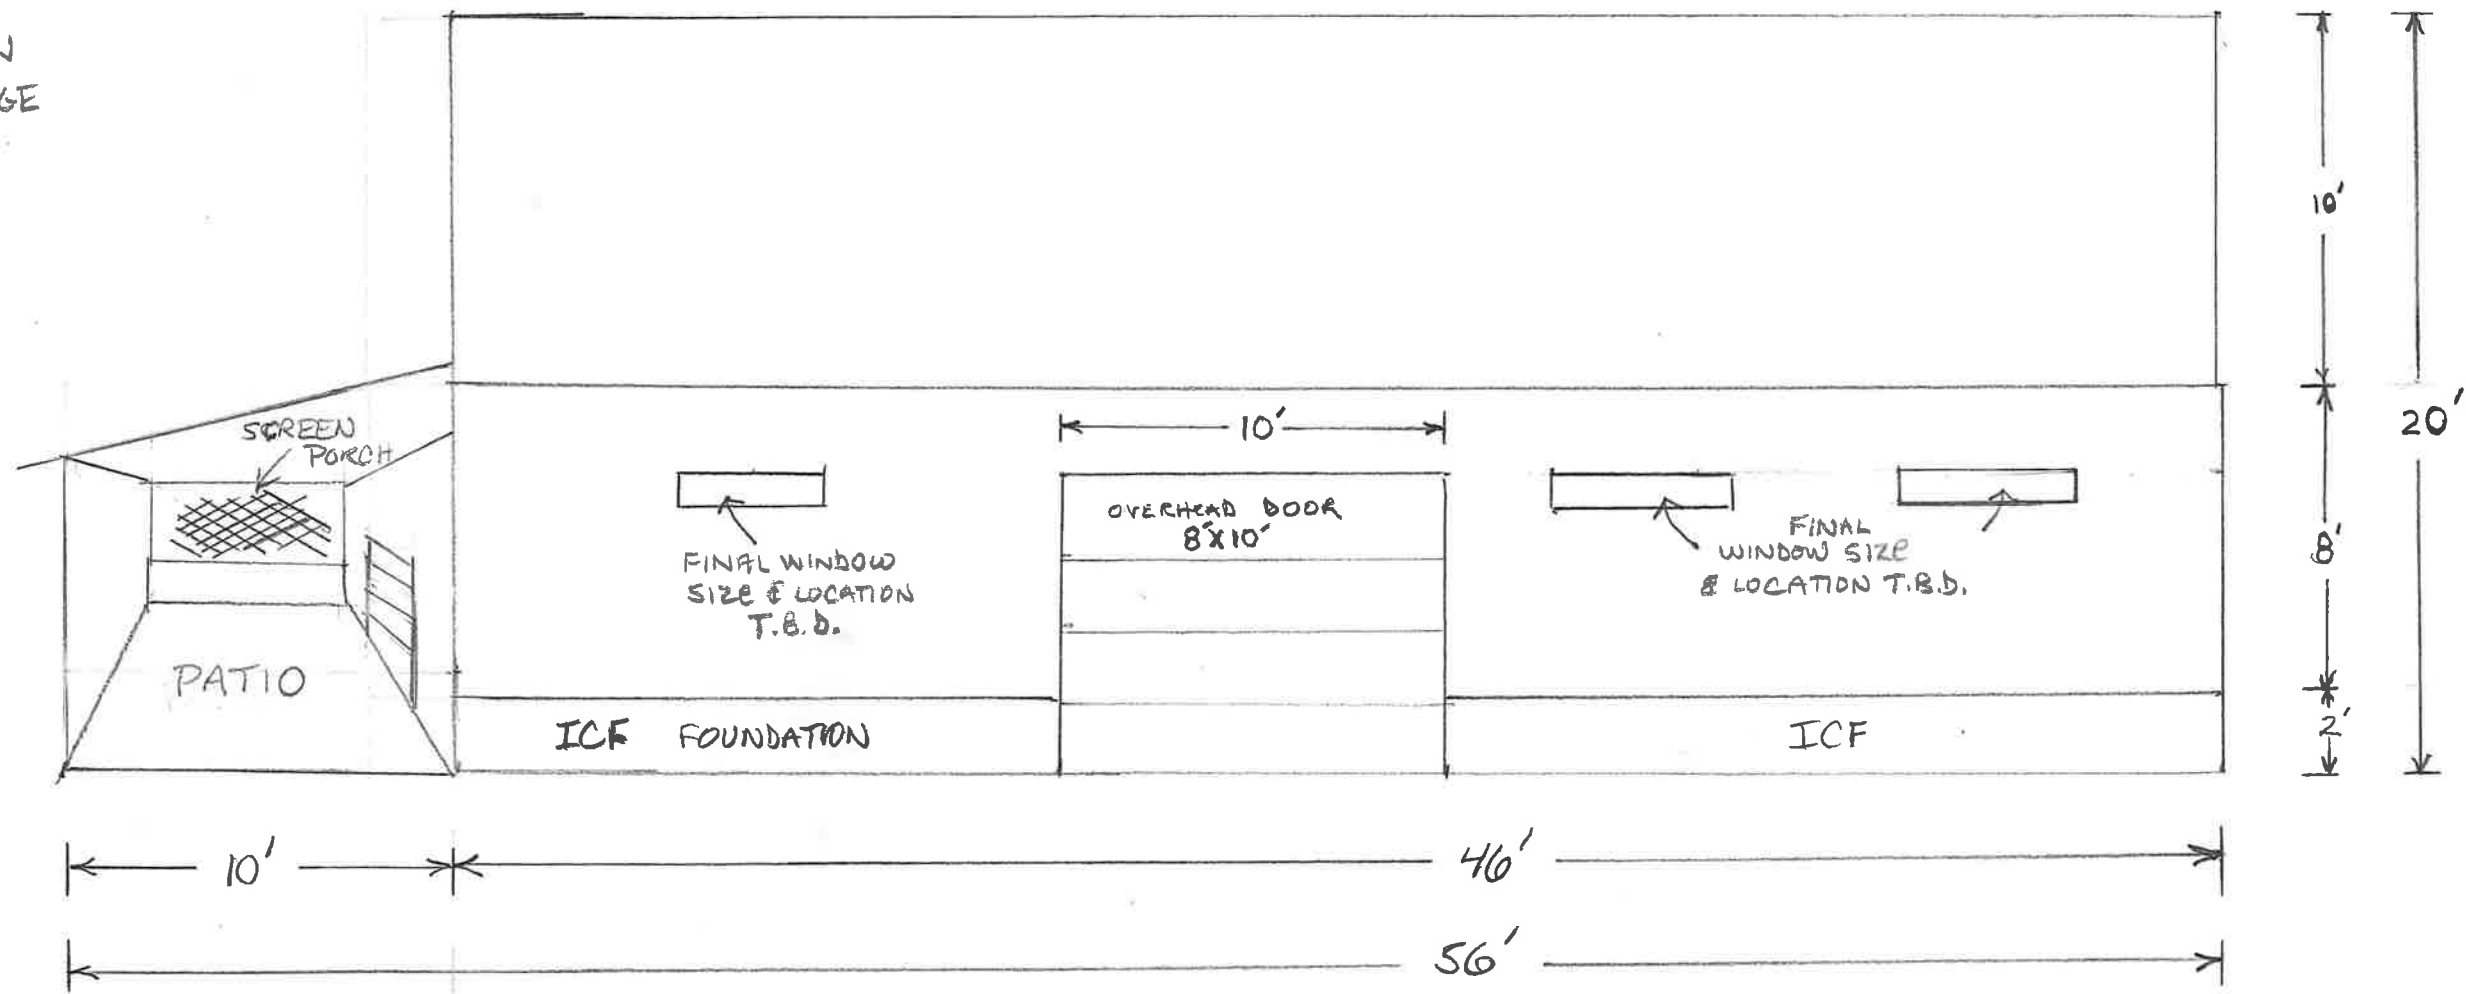 10'
20'
SCREEN
PORCH
10'
OVERHEAD DOOR
8'X10'
FINAL WINDOW
SIZE & LOCATION
T.B.D.
FINAL
WINDOW SIZE
& LOCATION T.B.D.
8'
PATIO
ICF FOUNDATION
ICF
2'
10'
46'
56'